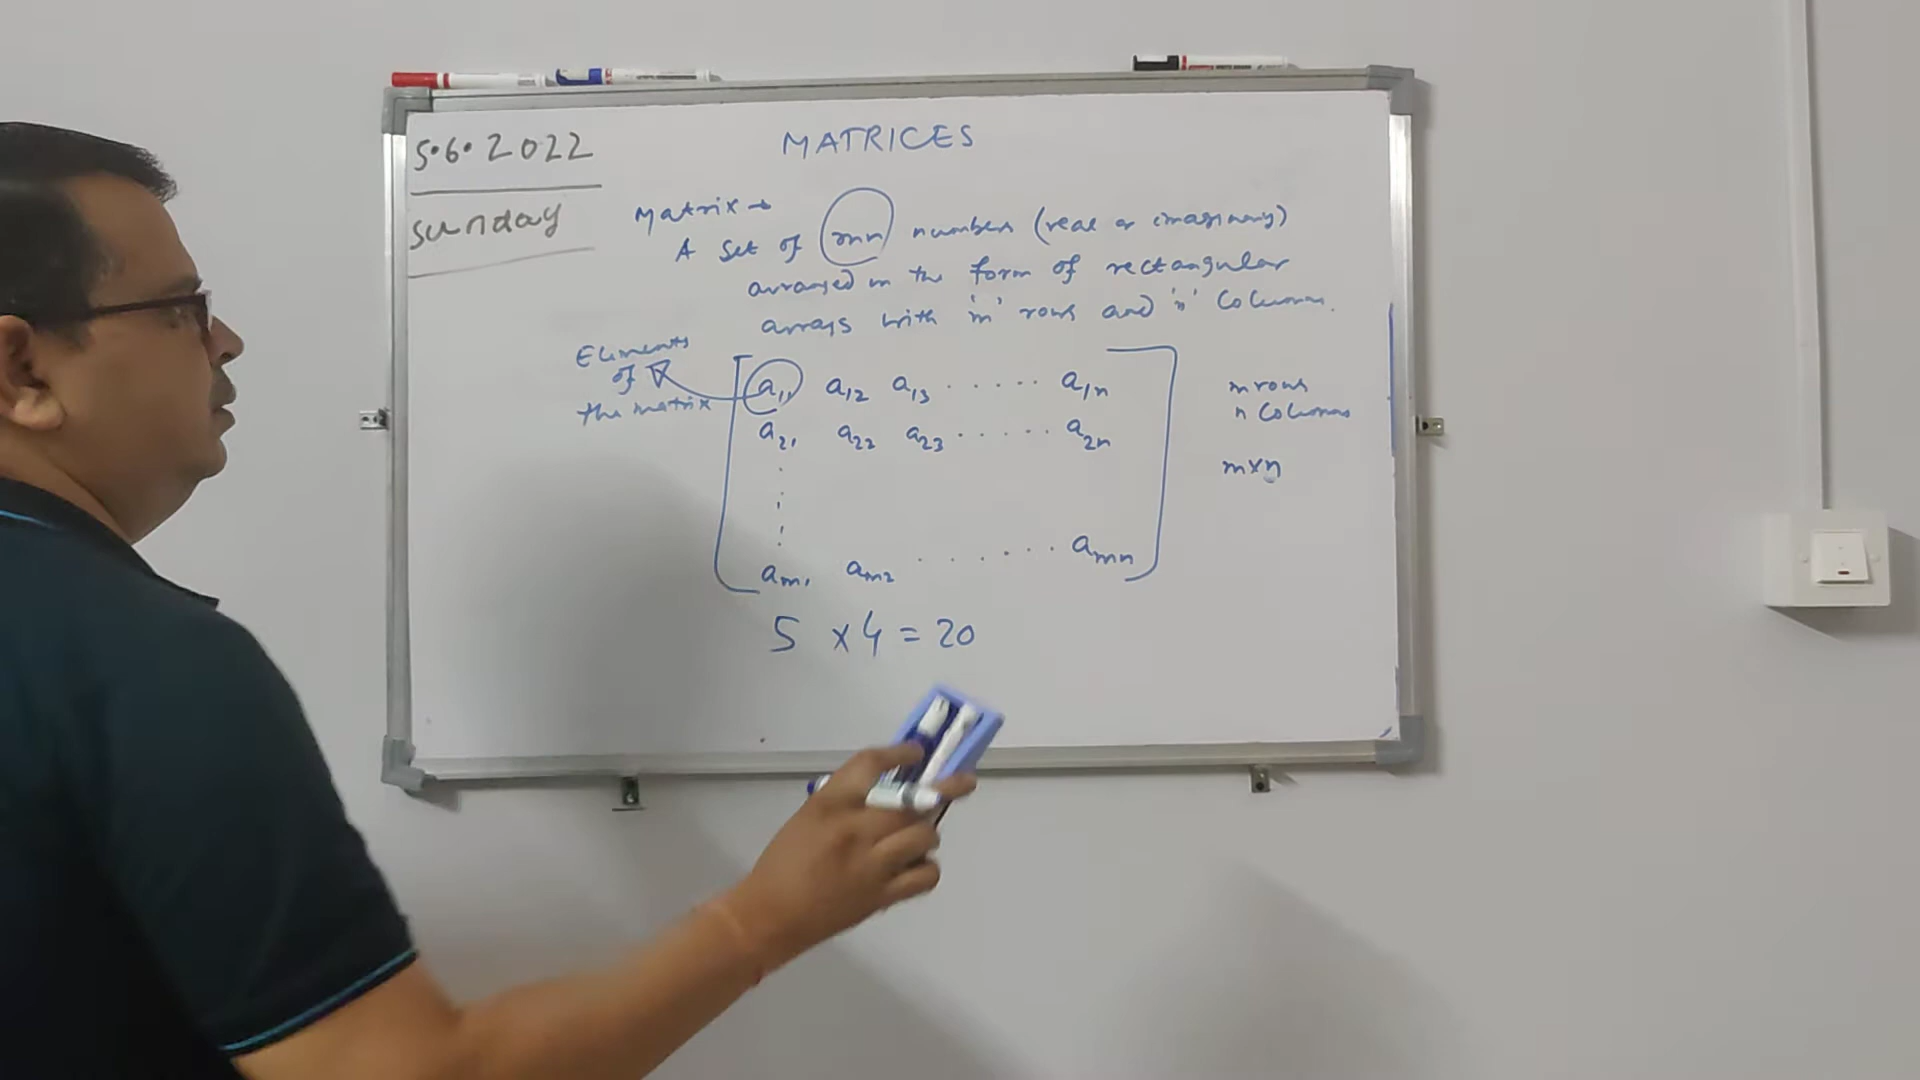 5.6.2022
sunday
MATRICES
Matrix →
A set of mn numbers (real or imaginary)
arranged in the form of rectangular
arrays with 'm' rows and 'n' Columns.
Elements
of
the matrix
a11 a12 a13 ...... a1n
a21 a22 a23 ...... a2n
am1 am2 ....... amn
m rows
n Columns
m×n
5 × 4 = 20